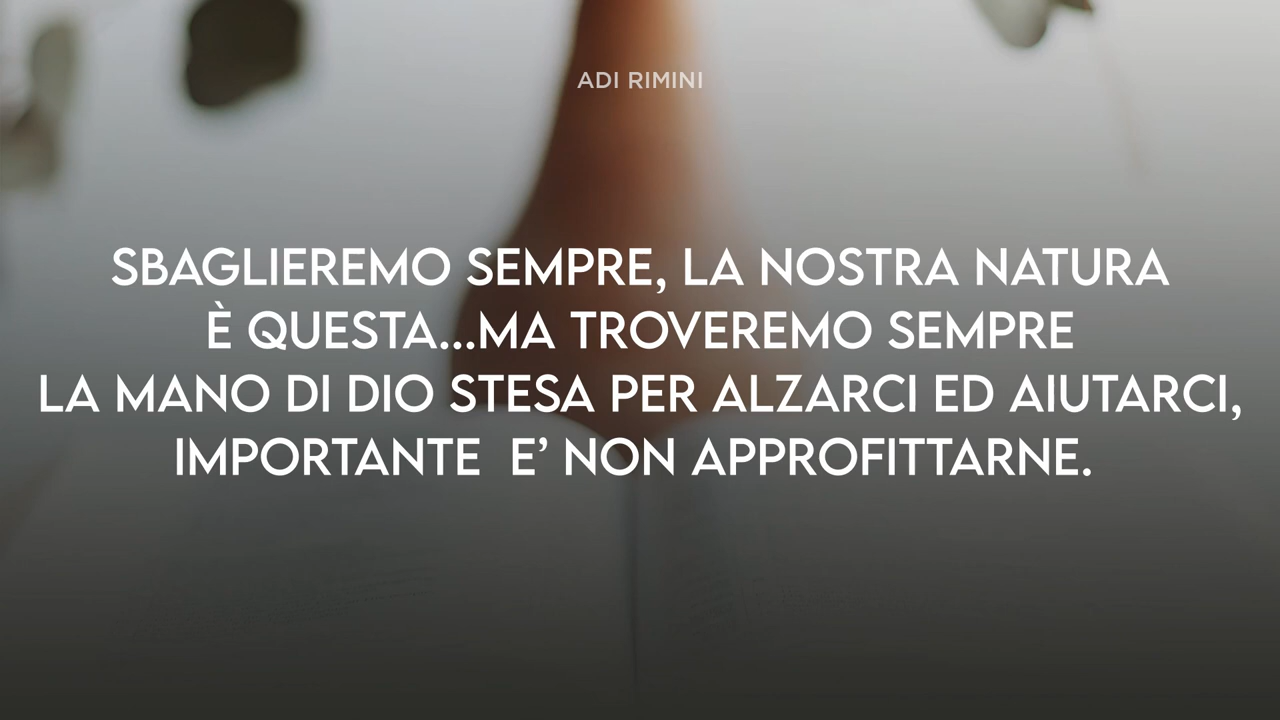 ADI RIMINI
SBAGLIEREMO SEMPRE, LA NOSTRA NATURA
È QUESTA...MA TROVEREMO SEMPRE
LA MANO DI DIO STESA PER ALZARCI ED AIUTARCI,
IMPORTANTE  E’ NON APPROFITTARNE.